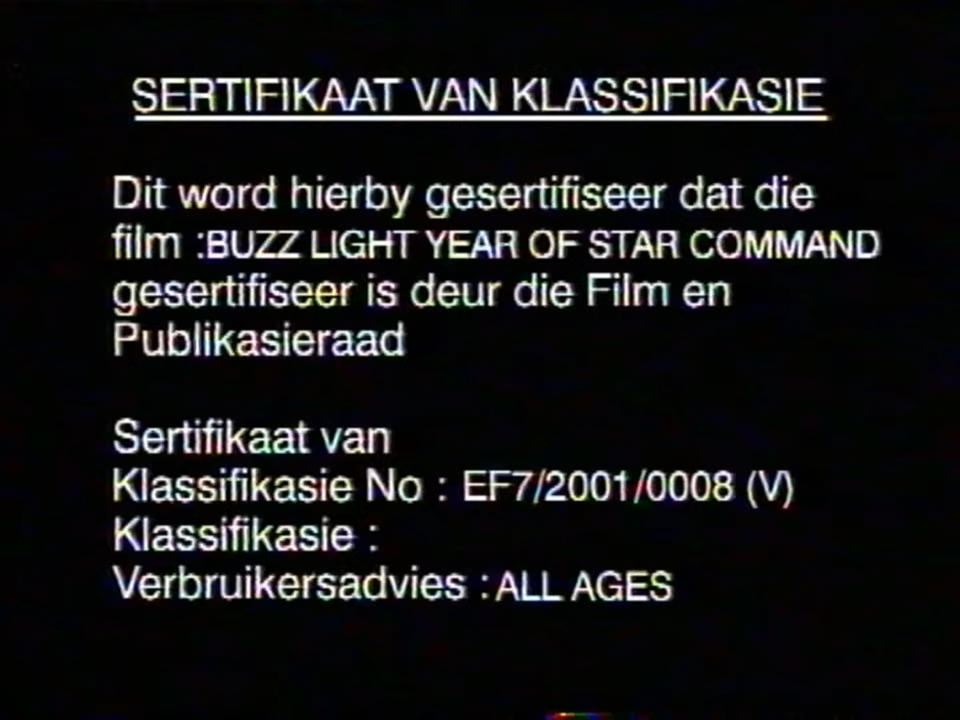 SERTIFIKAAT VAN KLASSIFIKASIE
Dit word hierby gesertifiseer dat die
film :BUZZ LIGHT YEAR OF STAR COMMAND
gesertifiseer is deur die Film en
Publikasieraad
Sertifikaat van
Klassifikasie No : EF7/2001/0008 (V)
Klassifikasie :
Verbruikersadvies : ALL AGES